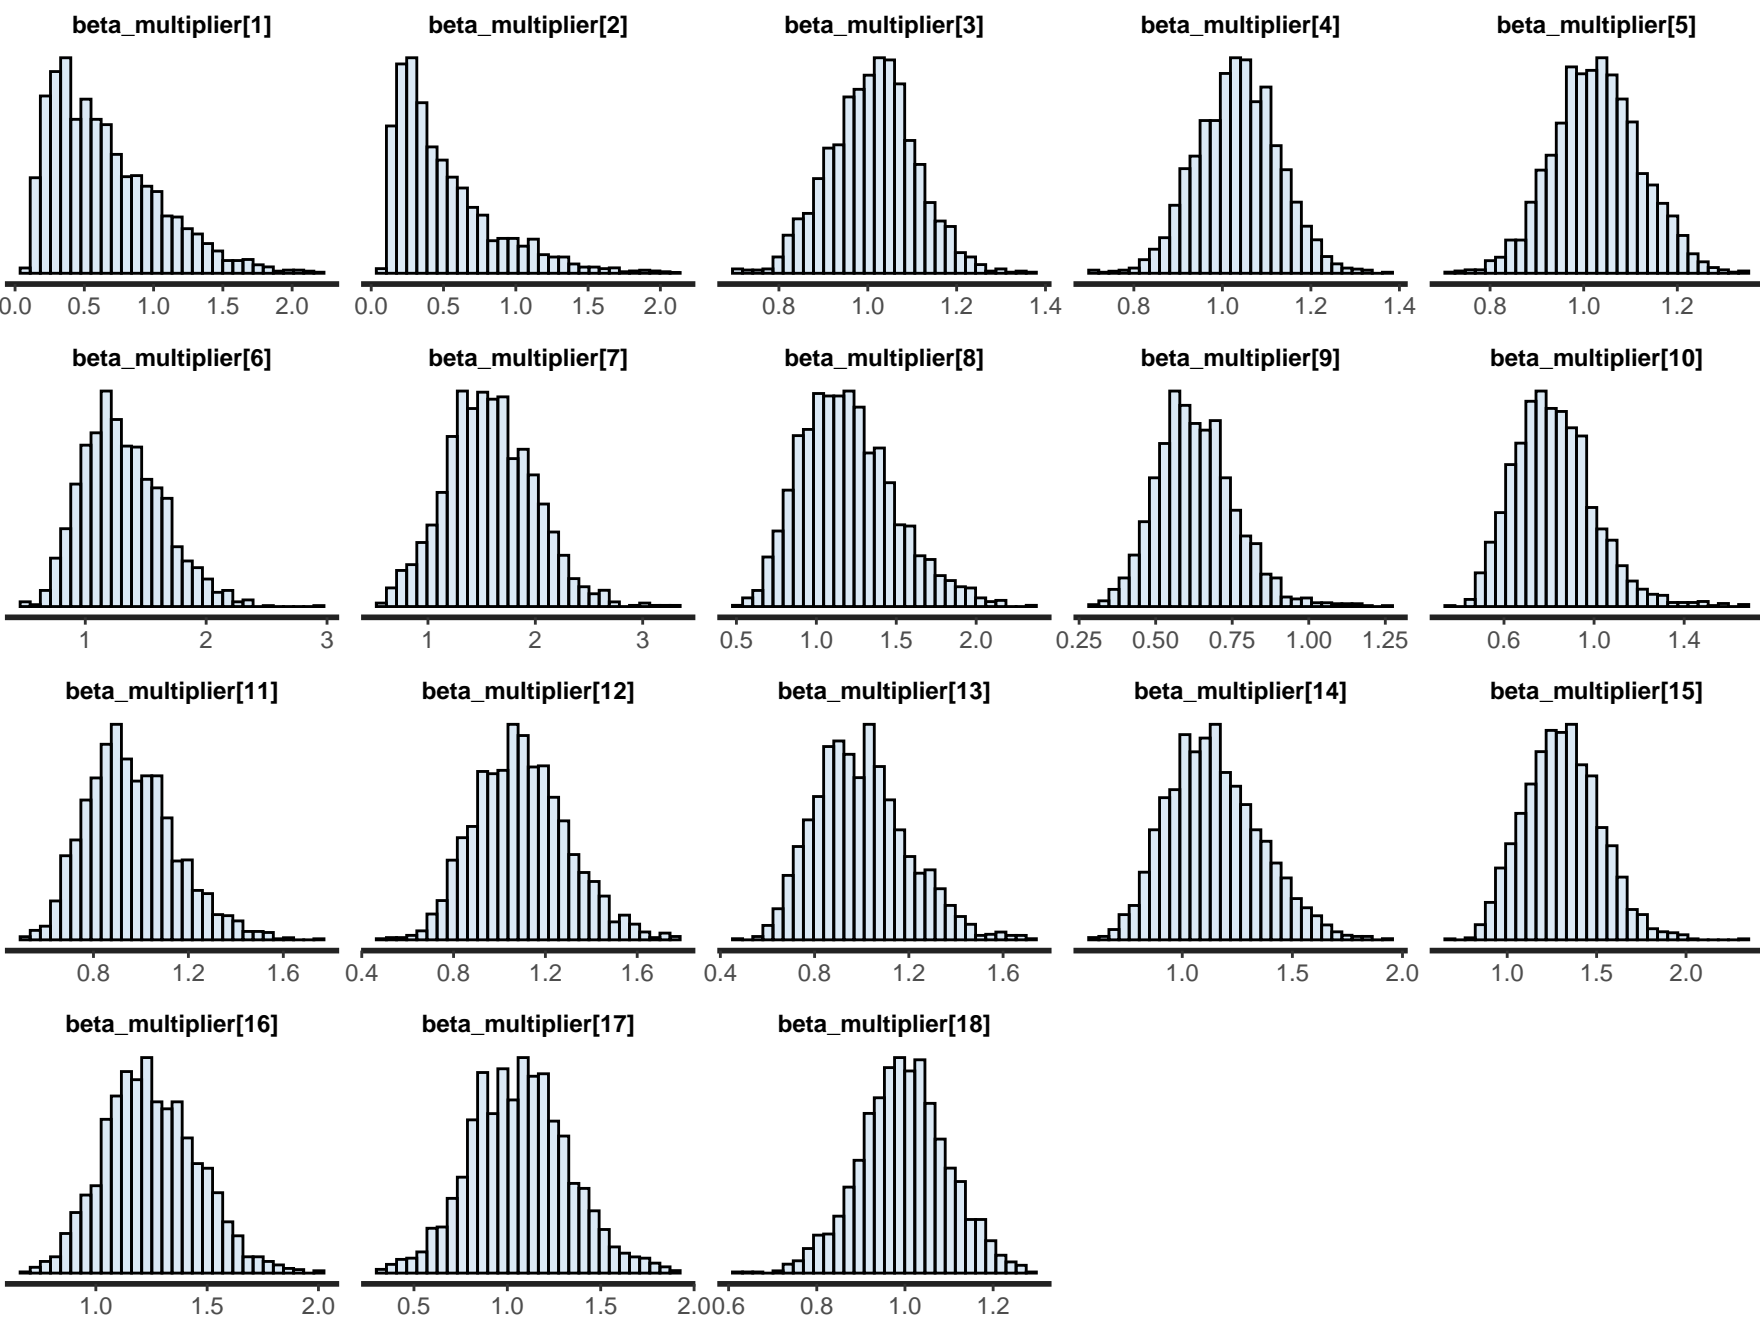 beta_multiplier[1] beta_multiplier[2] beta_multiplier[3] beta_multiplier[4] beta_multiplier[5]
0.0 0.5 1.0 1.5 2.0 0.0 0.5 1.0 1.5 2.0 0.8 1.0 1.2 1.4 0.8 1.0 1.2 1.4 0.8 1.0 1.2
beta_multiplier[6] beta_multiplier[7] beta_multiplier[8] beta_multiplier[9] beta_multiplier[10]
1 2 3 1 2 3 0.5 1.0 1.5 2.0 0.25 0.50 0.75 1.00 1.25 0.6 1.0 1.4
beta_multiplier[11] beta_multiplier[12] beta_multiplier[13] beta_multiplier[14] beta_multiplier[15]
0.8 1.2 1.6 0.4 0.8 1.2 1.6 0.4 0.8 1.2 1.6 1.0 1.5 2.0 1.0 1.5 2.0
beta_multiplier[16] beta_multiplier[17] beta_multiplier[18]
1.0 1.5 2.0 0.5 1.0 1.5 2.0 0.6 0.8 1.0 1.2